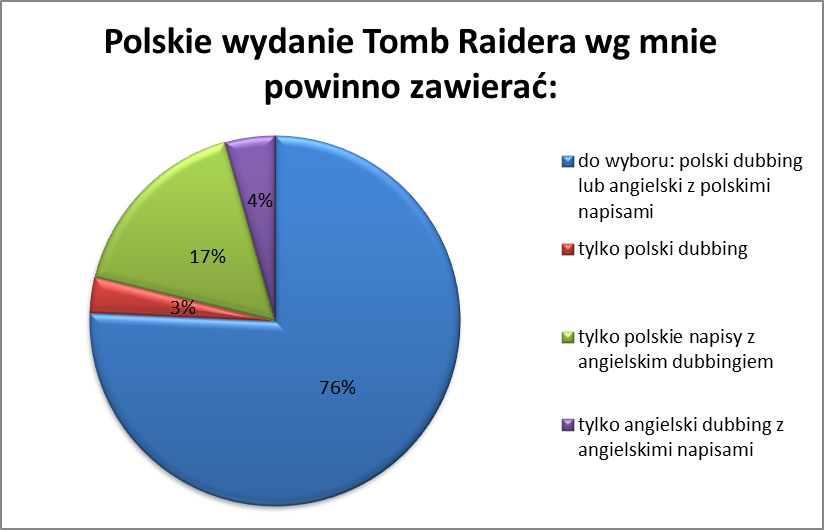 Polskie wydanie Tomb Raidera wg mnie
powinno zawierać:
4%
17%
3%
76%
do wyboru: polski dubbing
lub angielski z polskimi
napisami
tylko polski dubbing
tylko polskie napisy z
angielskim dubbingiem
tylko angielski dubbing z
angielskimi napisami